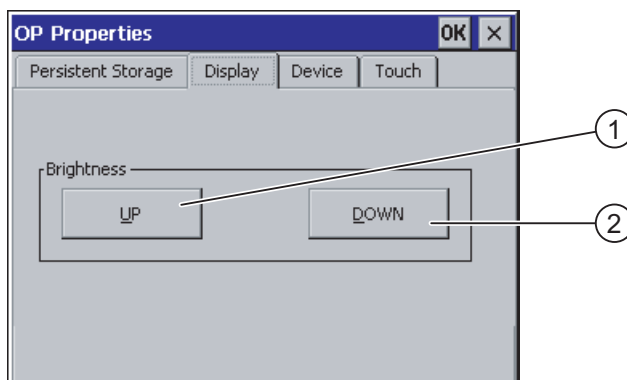 OP Properties OK ×
Persistent Storage Display Device Touch
Brightness
UP DOWN
1
2